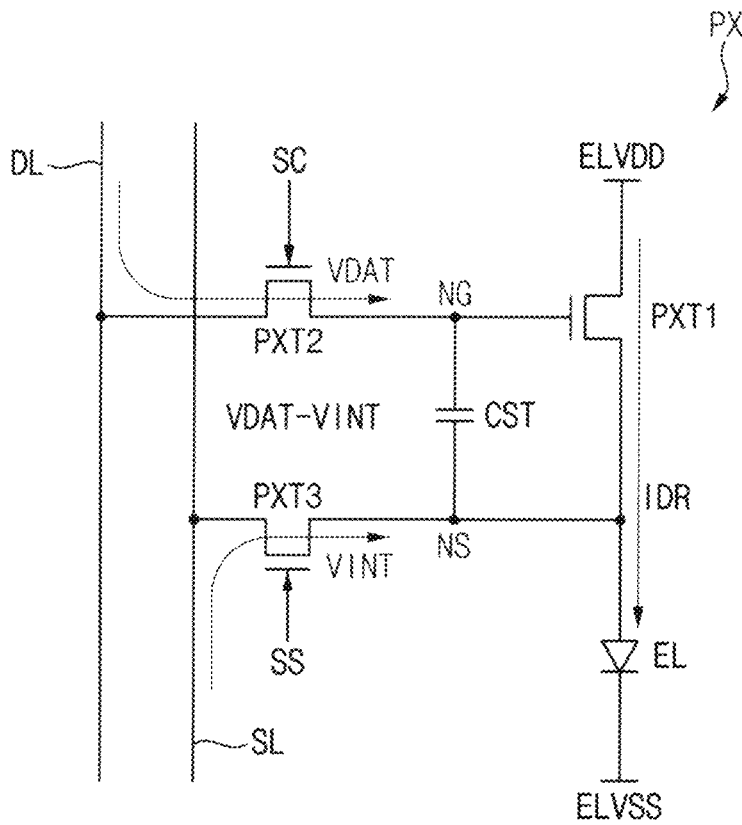 PX
DL
SC
ELVDD
VDAT
NG
PXT1
PXT2
VDAT-VINT
CST
PXT3
IDR
VINT
NS
SS
EL
SL
ELVSS